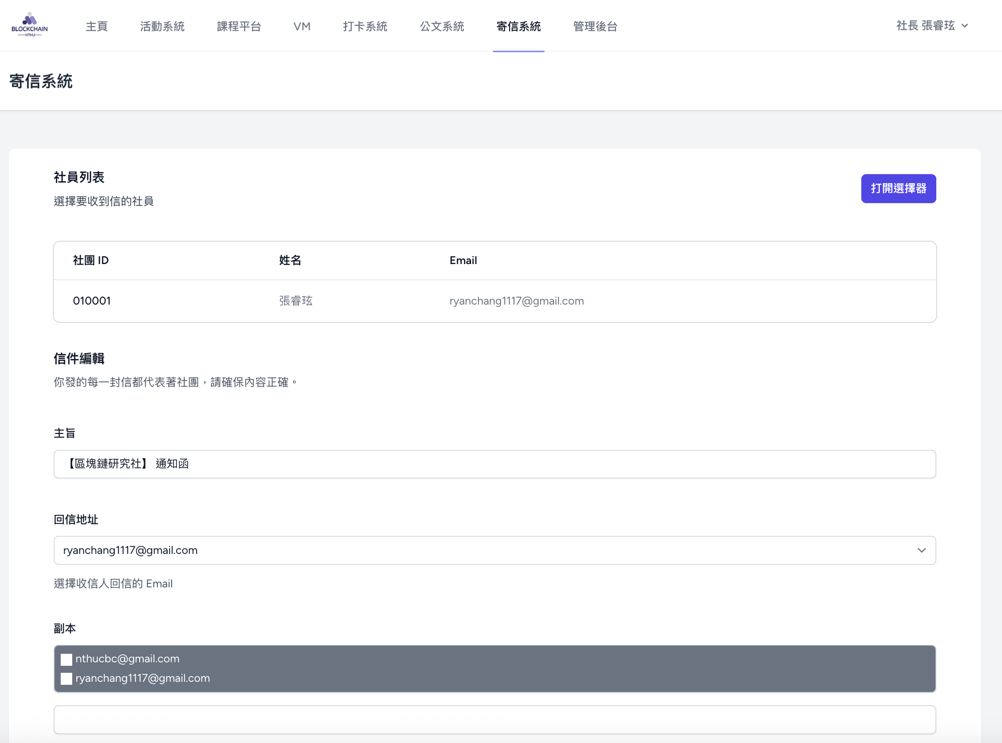 BLOCKCHAIN
主頁 活動系統 課程平台 VM 打卡系統 公文系統 寄信系統 管理後台 社長 張睿玹
寄信系統
社員列表
選擇要收到信的社員
打開選擇器
社團 ID 姓名 Email
010001 張睿玹 ryanchang1117@gmail.com
信件編輯
你發的每一封信都代表著社團，請確保內容正確。
主旨
【區塊鏈研究社】 通知函
回信地址
ryanchang1117@gmail.com
選擇收信人回信的 Email
副本
nthucbc@gmail.com
ryanchang1117@gmail.com